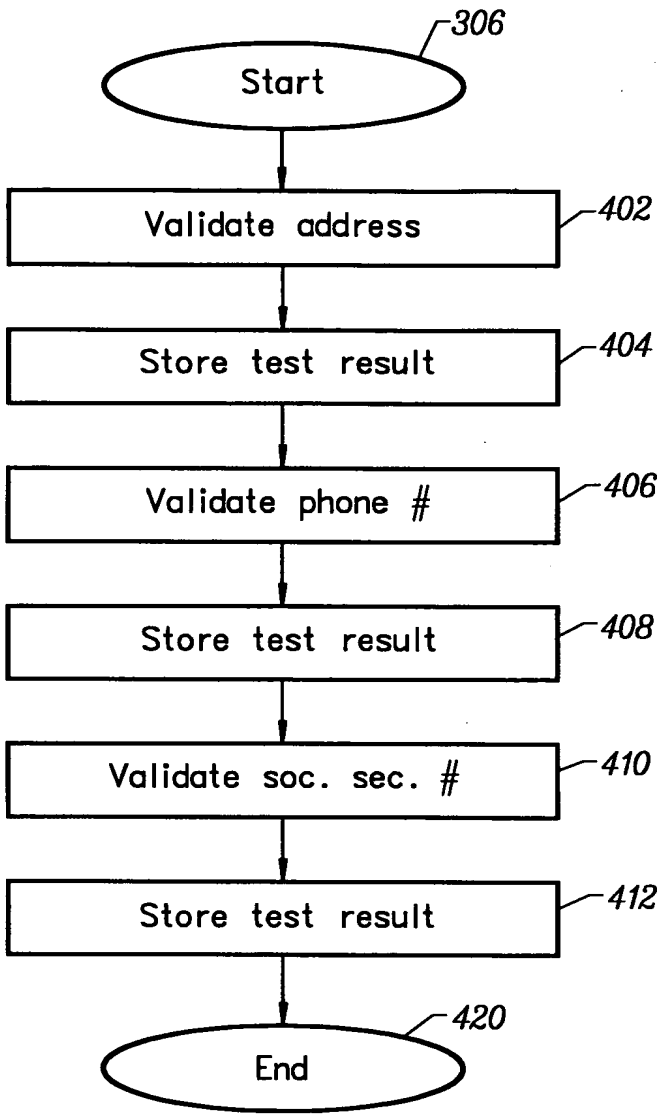 306
Start
Validate address
402
Store test result
404
Validate phone #
406
Store test result
408
Validate soc. sec. #
410
Store test result
412
420
End